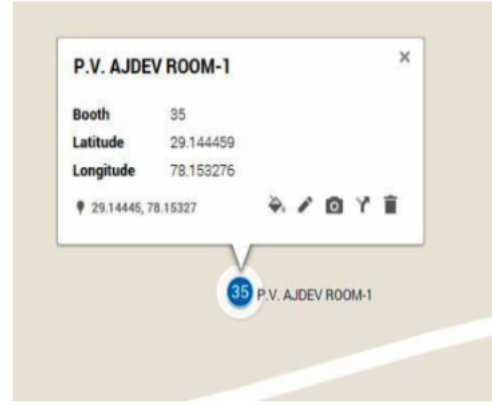 P.V. AJDEV ROOM-1 ×
Booth 35
Latitude 29.144459
Longitude 78.153276
29.14445, 78.15327
35 P.V. AJDEV ROOM-1